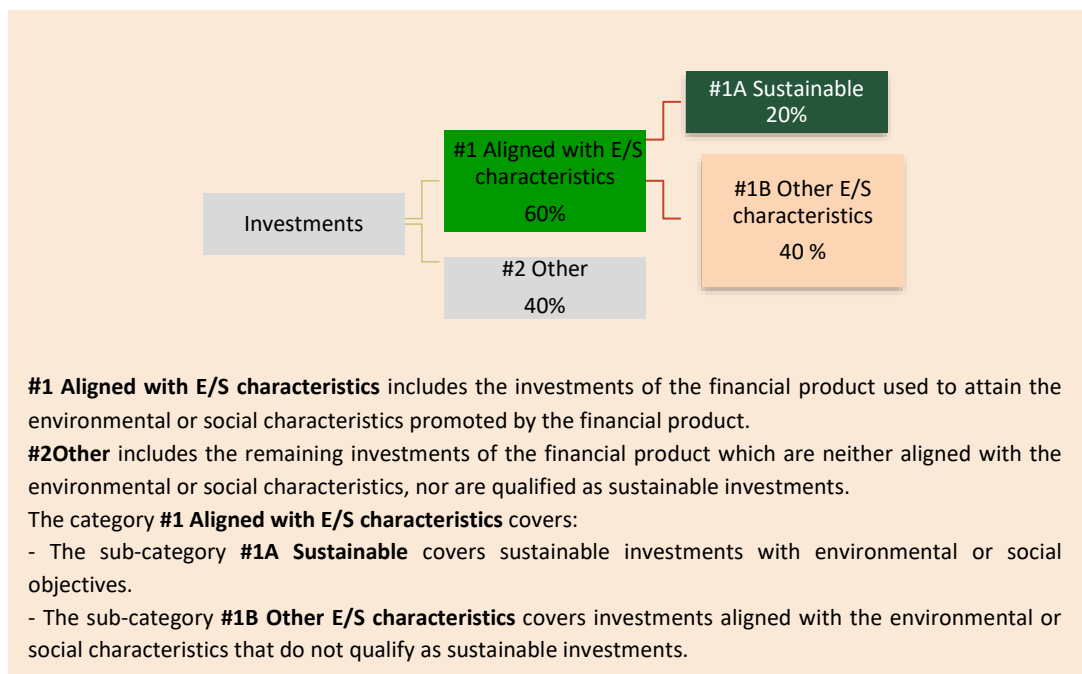 #1A Sustainable
20%
#1 Aligned with E/S
characteristics
60%
#1B Other E/S
characteristics
40 %
Investments
#2 Other
40%
#1 Aligned with E/S characteristics includes the investments of the financial product used to attain the
environmental or social characteristics promoted by the financial product.
#2Other includes the remaining investments of the financial product which are neither aligned with the
environmental or social characteristics, nor are qualified as sustainable investments.
The category #1 Aligned with E/S characteristics covers:
- The sub-category #1A Sustainable covers sustainable investments with environmental or social
objectives.
- The sub-category #1B Other E/S characteristics covers investments aligned with the environmental or
social characteristics that do not qualify as sustainable investments.